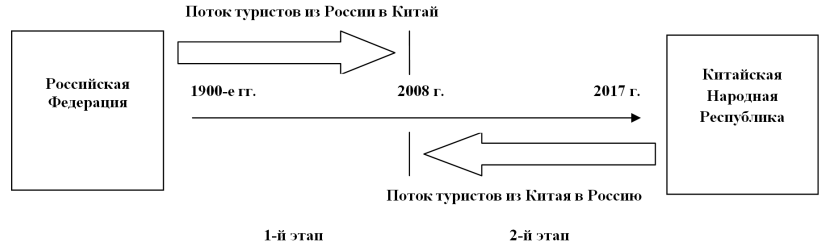 Поток туристов из России в Китай
Российская
Федерация
1900-е гг.
2008 г.
2017 г.
Китайская
Народная
Республика
Поток туристов из Китая в Россию
1-й этап
2-й этап